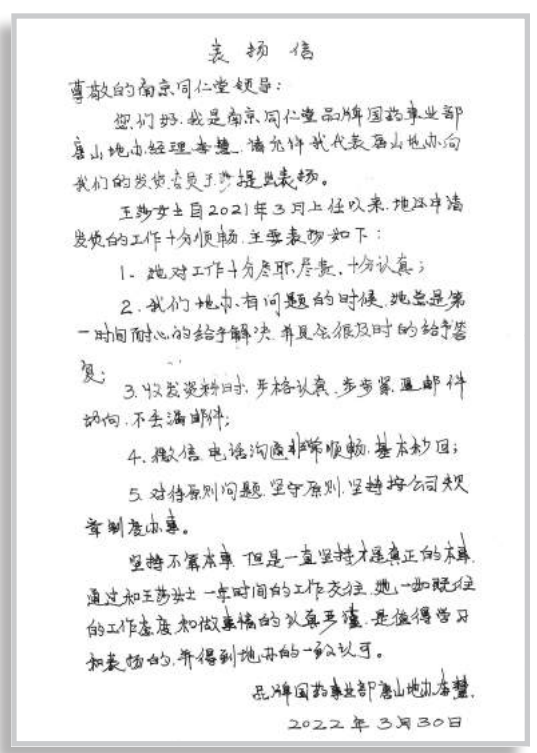 表扬信
尊敬的南京同仁堂领导：
您们好，我是南京同仁堂品牌国药事业部
唐山地办经理李慧，请允许我代表唐山地办向
我们的发货专员王莎提出表扬。
王莎女士自2021年3月上任以来，地办申请
发货的工作十分顺畅，主要表现如下：
1、她对工作十分尽职尽责、十分认真；
2、我们地办有问题的时候，她总是第
一时间耐心的给予解决，并且会很及时的给予答
复；
3、收发资料时，严格认真，步步紧逼邮件
动向，不丢漏邮件；
4、微信、电话沟通非常顺畅，基本秒回；
5、对待原则问题，坚守原则，坚持按公司规
章制度办事。
坚持不算本事，但是一直坚持才是真正的本事，
通过和王莎女士一年时间的工作交往，她一如既往
的工作态度和做事情的认真严谨，是值得学习
和表扬的，并得到地办的一致认可。
品牌国药事业部唐山地办李慧，
2022年3月30日